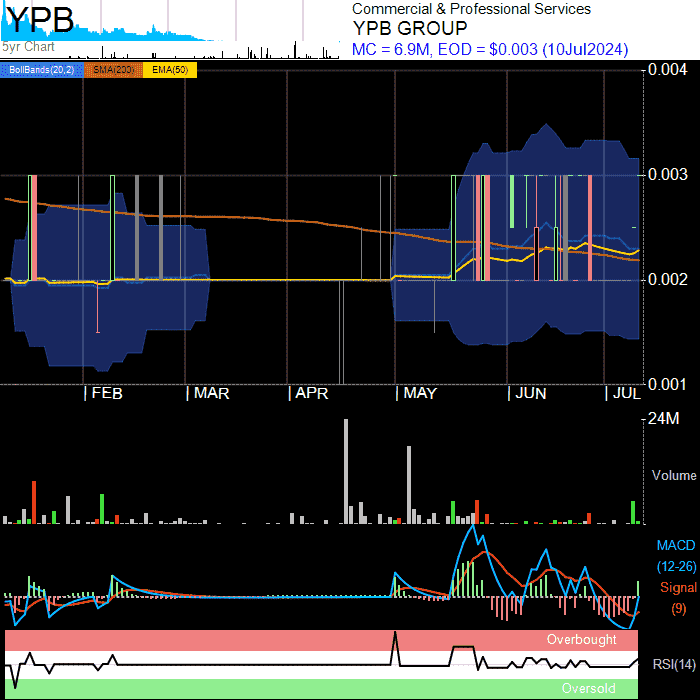 YPB
5yr Chart
Commercial & Professional Services
YPB GROUP
MC = 6.9M, EOD = $0.003 (10Jul2024)
BollBands(20,2) SMA(200) EMA(50)
0.004
0.003
0.002
0.001
FEB MAR APR MAY JUN JUL
24M
Volume
MACD
(12-26)
Signal
(9)
Overbought
RSI(14)
Oversold